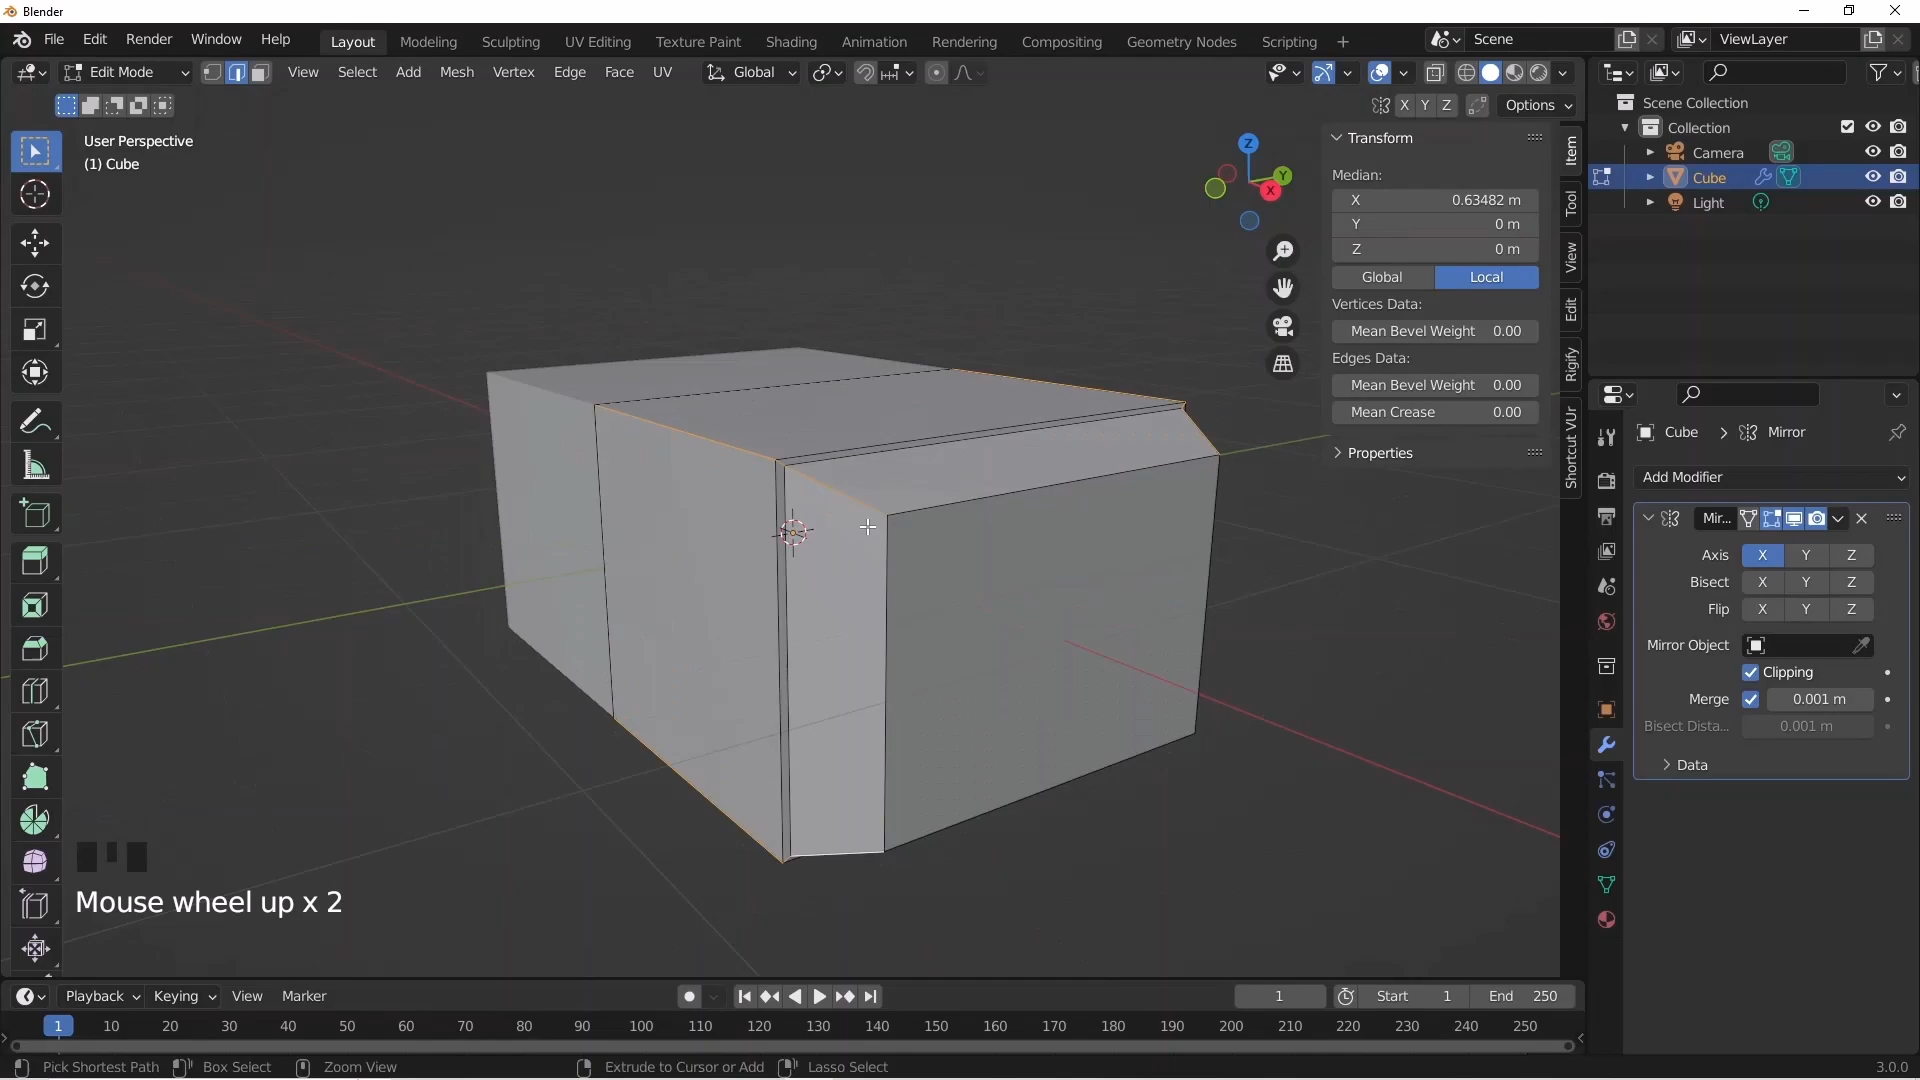 Blender
File Edit Render Window Help Layout Modeling Sculpting UV Editing Texture Paint Shading Animation Rendering Compositing Geometry Nodes Scripting + Scene ViewLayer
Edit Mode View Select Add Mesh Vertex Edge Face UV Global
X Y Z Options
User Perspective
(1) Cube
Z
Y
X
Transform
Median:
X 0.63482 m
Y 0 m
Z 0 m
Global Local
Vertices Data:
Mean Bevel Weight 0.00
Edges Data:
Mean Bevel Weight 0.00
Mean Crease 0.00
Properties
Item
Tool
View
Edit
Rigify
Shortcut VUr
Scene Collection
Collection
Camera
Cube
Light
Cube > Mirror
Add Modifier
Mir...
Axis X Y Z
Bisect X Y Z
Flip X Y Z
Mirror Object
Clipping
Merge 0.001 m
Bisect Dista... 0.001 m
Data
Mouse wheel up x 2
Playback Keying View Marker 1 Start 1 End 250
1 10 20 30 40 50 60 70 80 90 100 110 120 130 140 150 160 170 180 190 200 210 220 230 240 250
Pick Shortest Path Box Select Zoom View Extrude to Cursor or Add Lasso Select 3.0.0